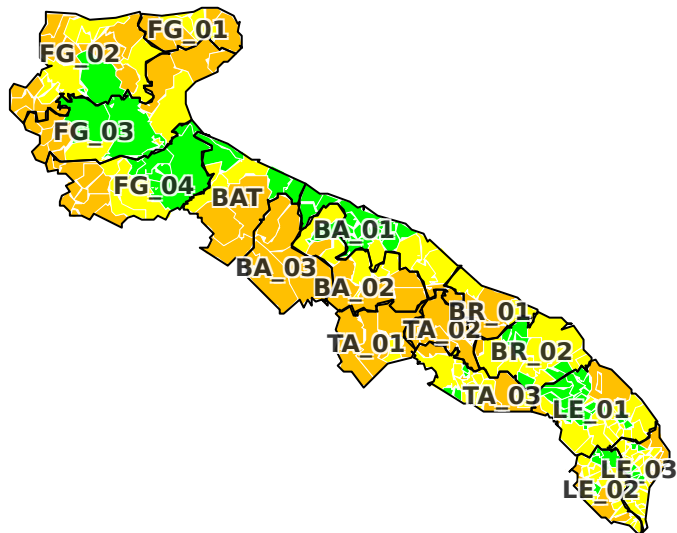 FG_01
FG_02
FG_03
FG_04
BAT
BA_01
BA_03
BA_02
BR_01
TA_02
TA_01
BR_02
TA_03
LE_01
LE_03
LE_02